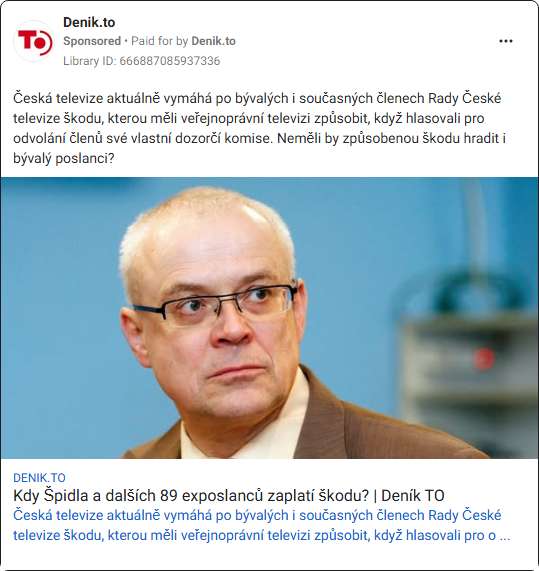 TO
Denik.to
Sponsored • Paid for by Denik.to
Library ID: 666887085937336
Česká televize aktuálně vymáhá po bývalých i současných členech Rady České
televize škodu, kterou měli veřejnoprávní televizi způsobit, když hlasovali pro
odvolání členů své vlastní dozorčí komise. Neměli by způsobenou škodu hradit i
bývalý poslanci?
DENIK.TO
Kdy Špidla a dalších 89 exposlanců zaplatí škodu? | Deník TO
Česká televize aktuálně vymáhá po bývalých i současných členech Rady České
televize škodu, kterou měli veřejnoprávní televizi způsobit, když hlasovali pro o ...